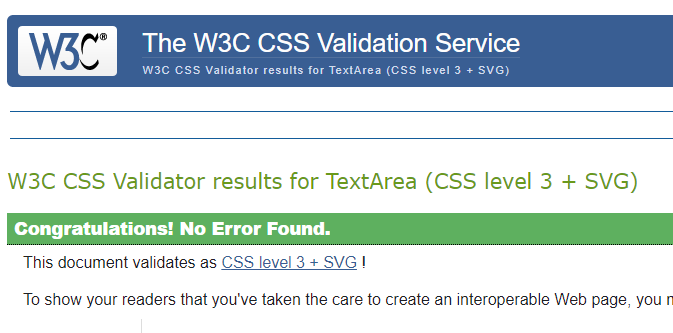 W3C®
The W3C CSS Validation Service
W3C CSS Validator results for TextArea (CSS level 3 + SVG)
W3C CSS Validator results for TextArea (CSS level 3 + SVG)
Congratulations! No Error Found.
This document validates as CSS level 3 + SVG !
To show your readers that you've taken the care to create an interoperable Web page, you